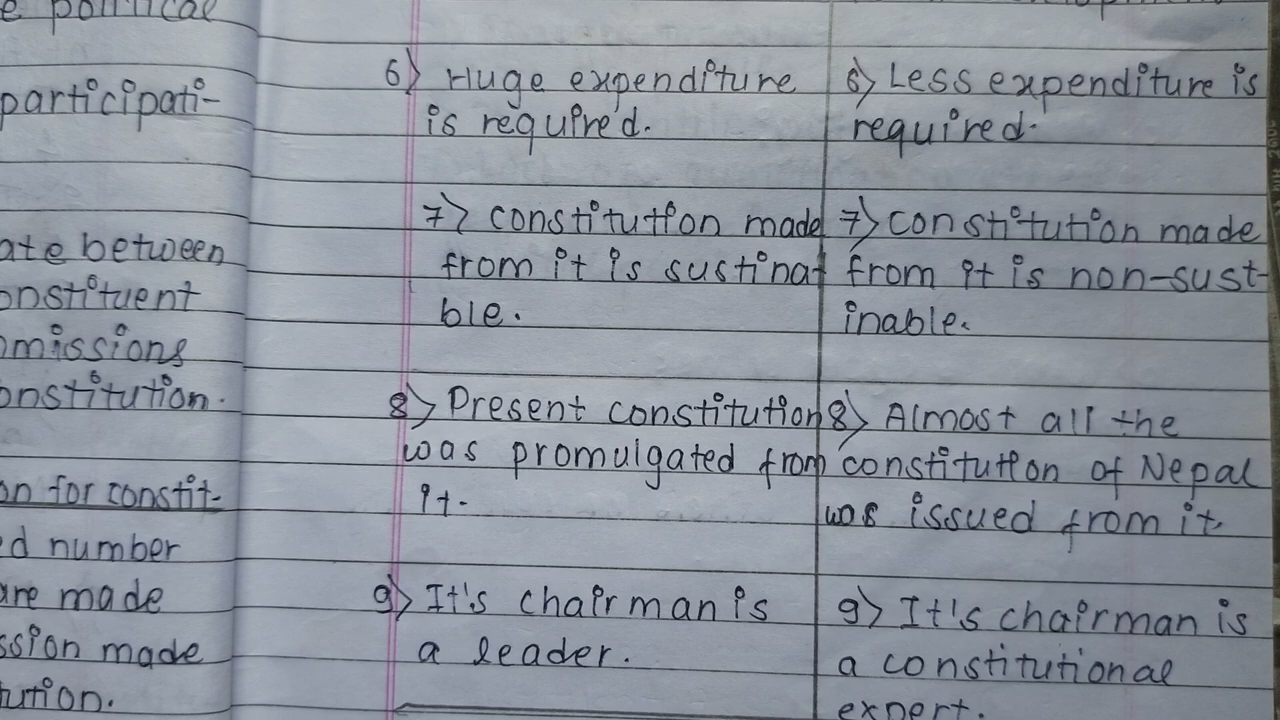 e political
participati-
ate between
onstituent
omissions
onstitution.
on for constit-
ed number
are made
ssion made
tution.
6) Huge expenditure
is required.
7) constitution made
from it is sustinat
ble.
8) Present constitution
was promulgated from
it.
9) It's chairman is
a leader.
6) Less expenditure is
required.
7) constitution made
from it is non-sust-
inable.
8) Almost all the
constitution of Nepal
was issued from it.
9) It's chairman is
a constitutional
expert.